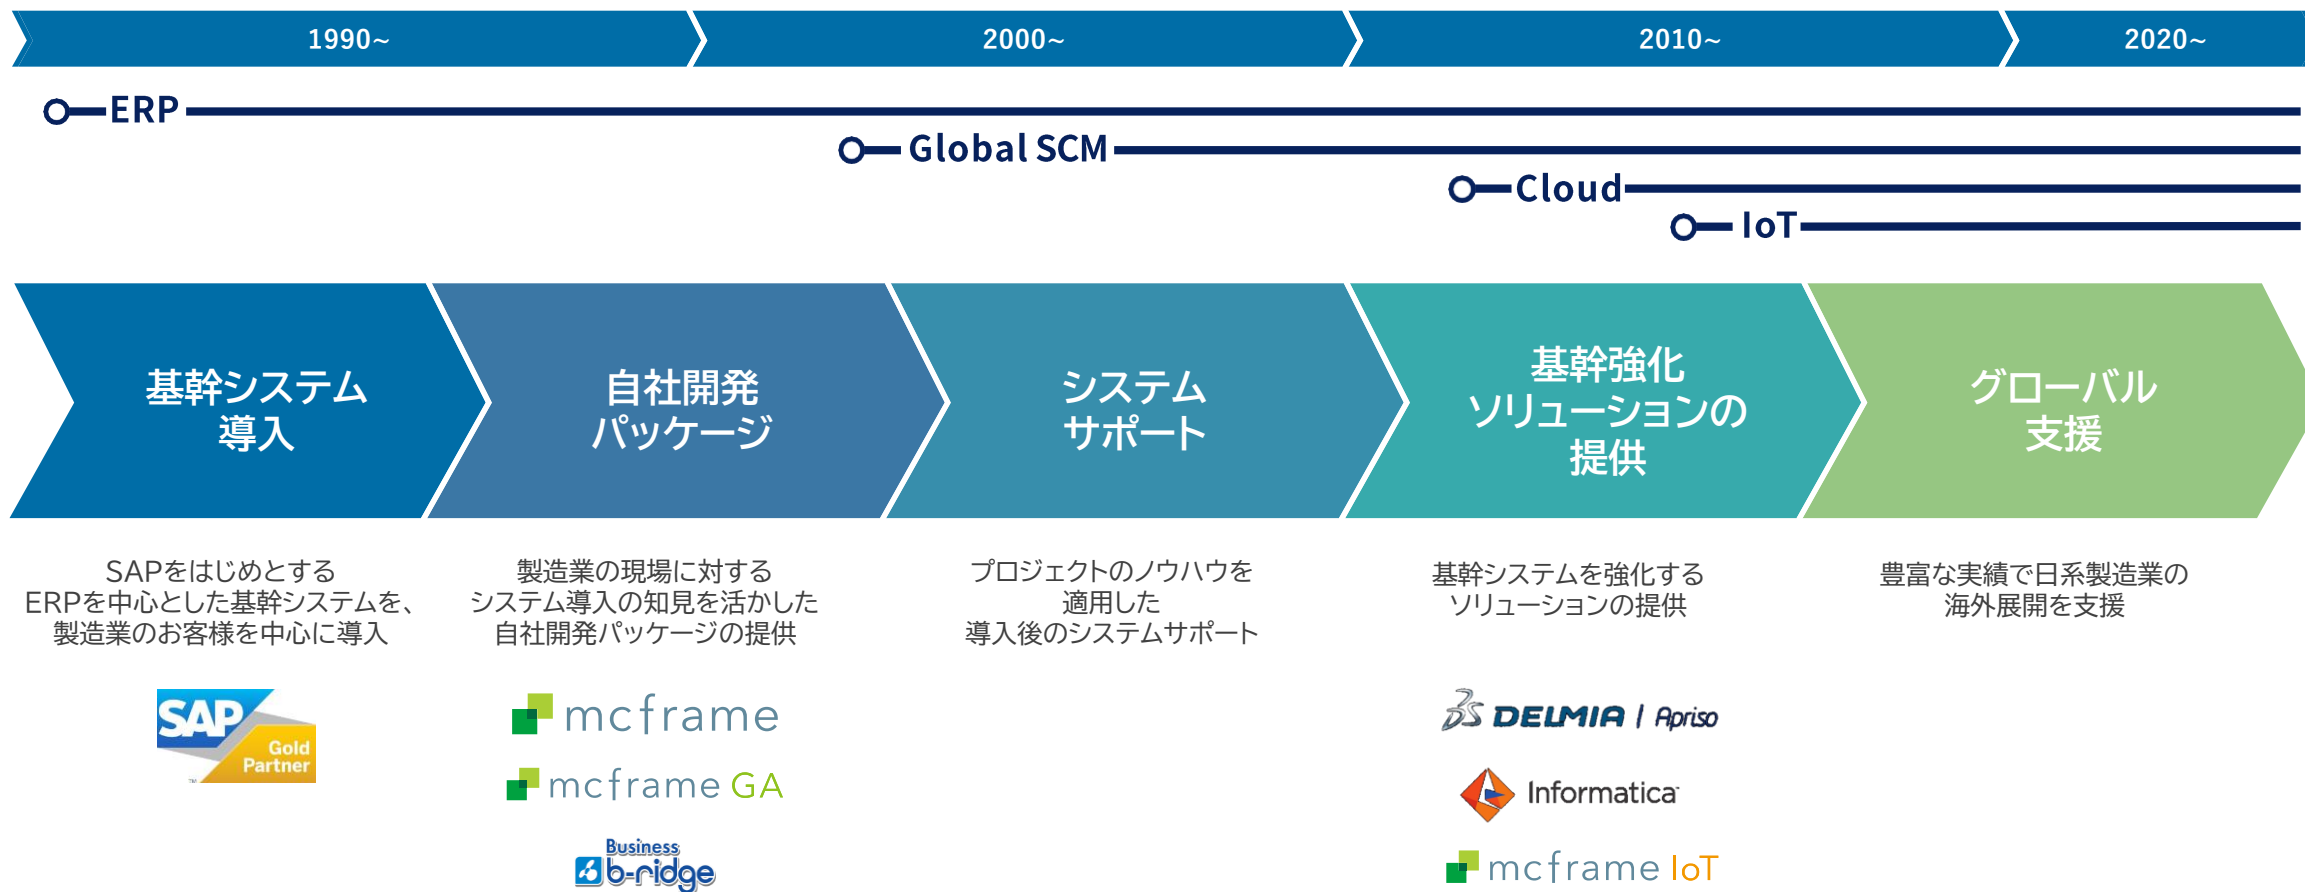 1990~
2000~
2010~
2020~
ERP
Global SCM
Cloud
IoT
基幹システム
導入
自社開発
パッケージ
システム
サポート
基幹強化
ソリューションの
提供
グローバル
支援
SAPをはじめとする
ERPを中心とした基幹システムを、
製造業のお客様を中心に導入
製造業の現場に対する
システム導入の知見を活かした
自社開発パッケージの提供
プロジェクトのノウハウを
適用した
導入後のシステムサポート
基幹システムを強化する
ソリューションの提供
豊富な実績で日系製造業の
海外展開を支援
SAP
Gold
Partner
TM
mcframe
mcframe GA
Business
b-ridge
DS DELMIA | Apriso
Informatica
mcframe IoT